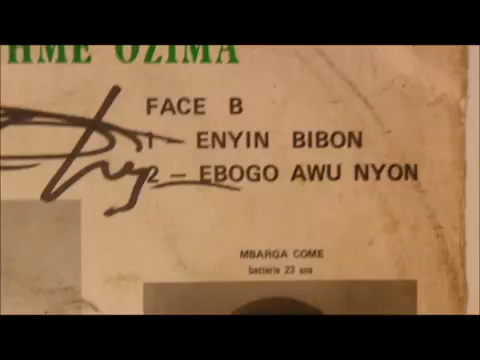 HME OZIMA
FACE B
1 – ENYIN BIBON
2 – EBOGO AWU NYON
MBARGA COME
batterie 23 ans